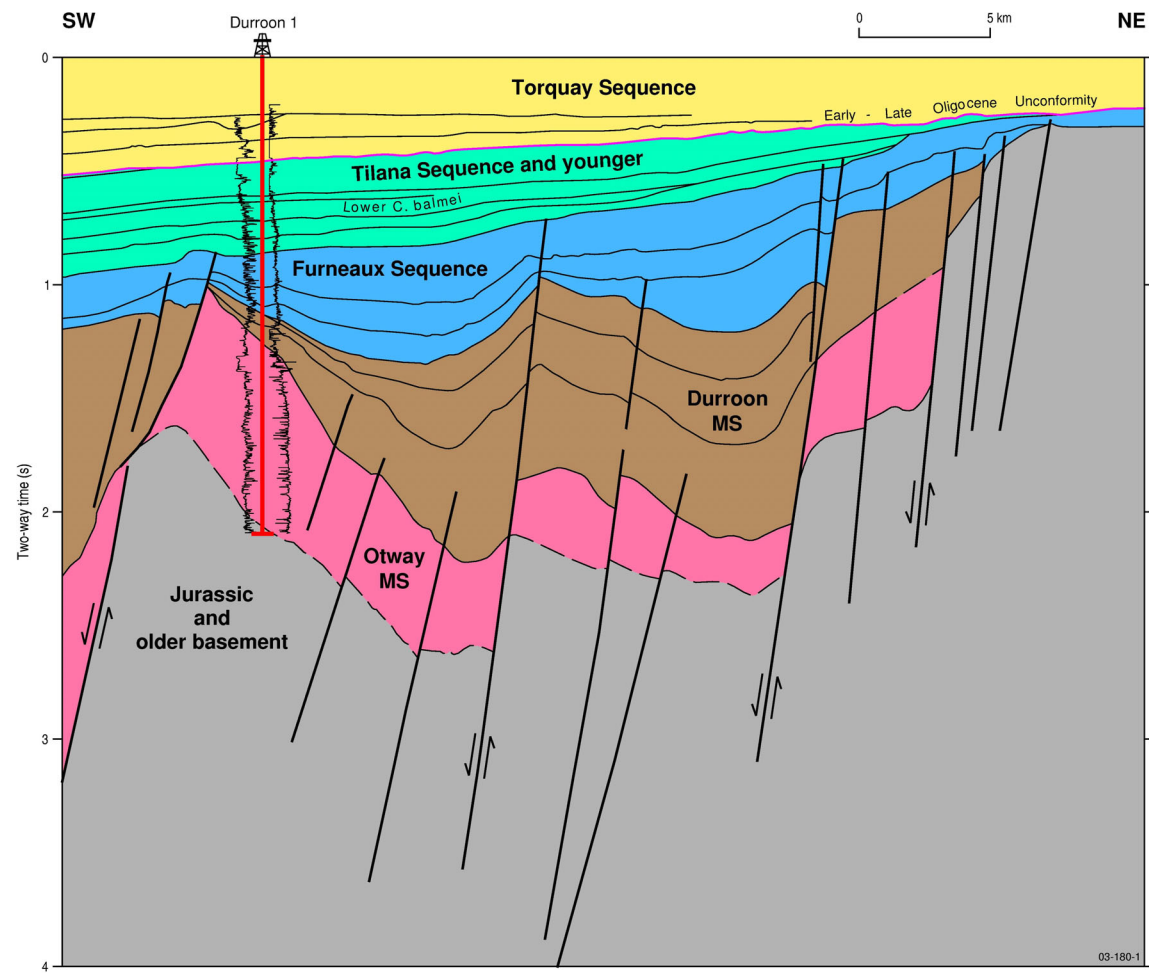 SW
Durroon 1
0
5 km
NE
0
Torquay Sequence
Early - Late Oligocene Unconformity
Tilana Sequence and younger
Lower C. balmei
Furneaux Sequence
1
Durroon
MS
Two-way time (s)
2
Otway
MS
Jurassic
and
older basement
3
4
03-180-1